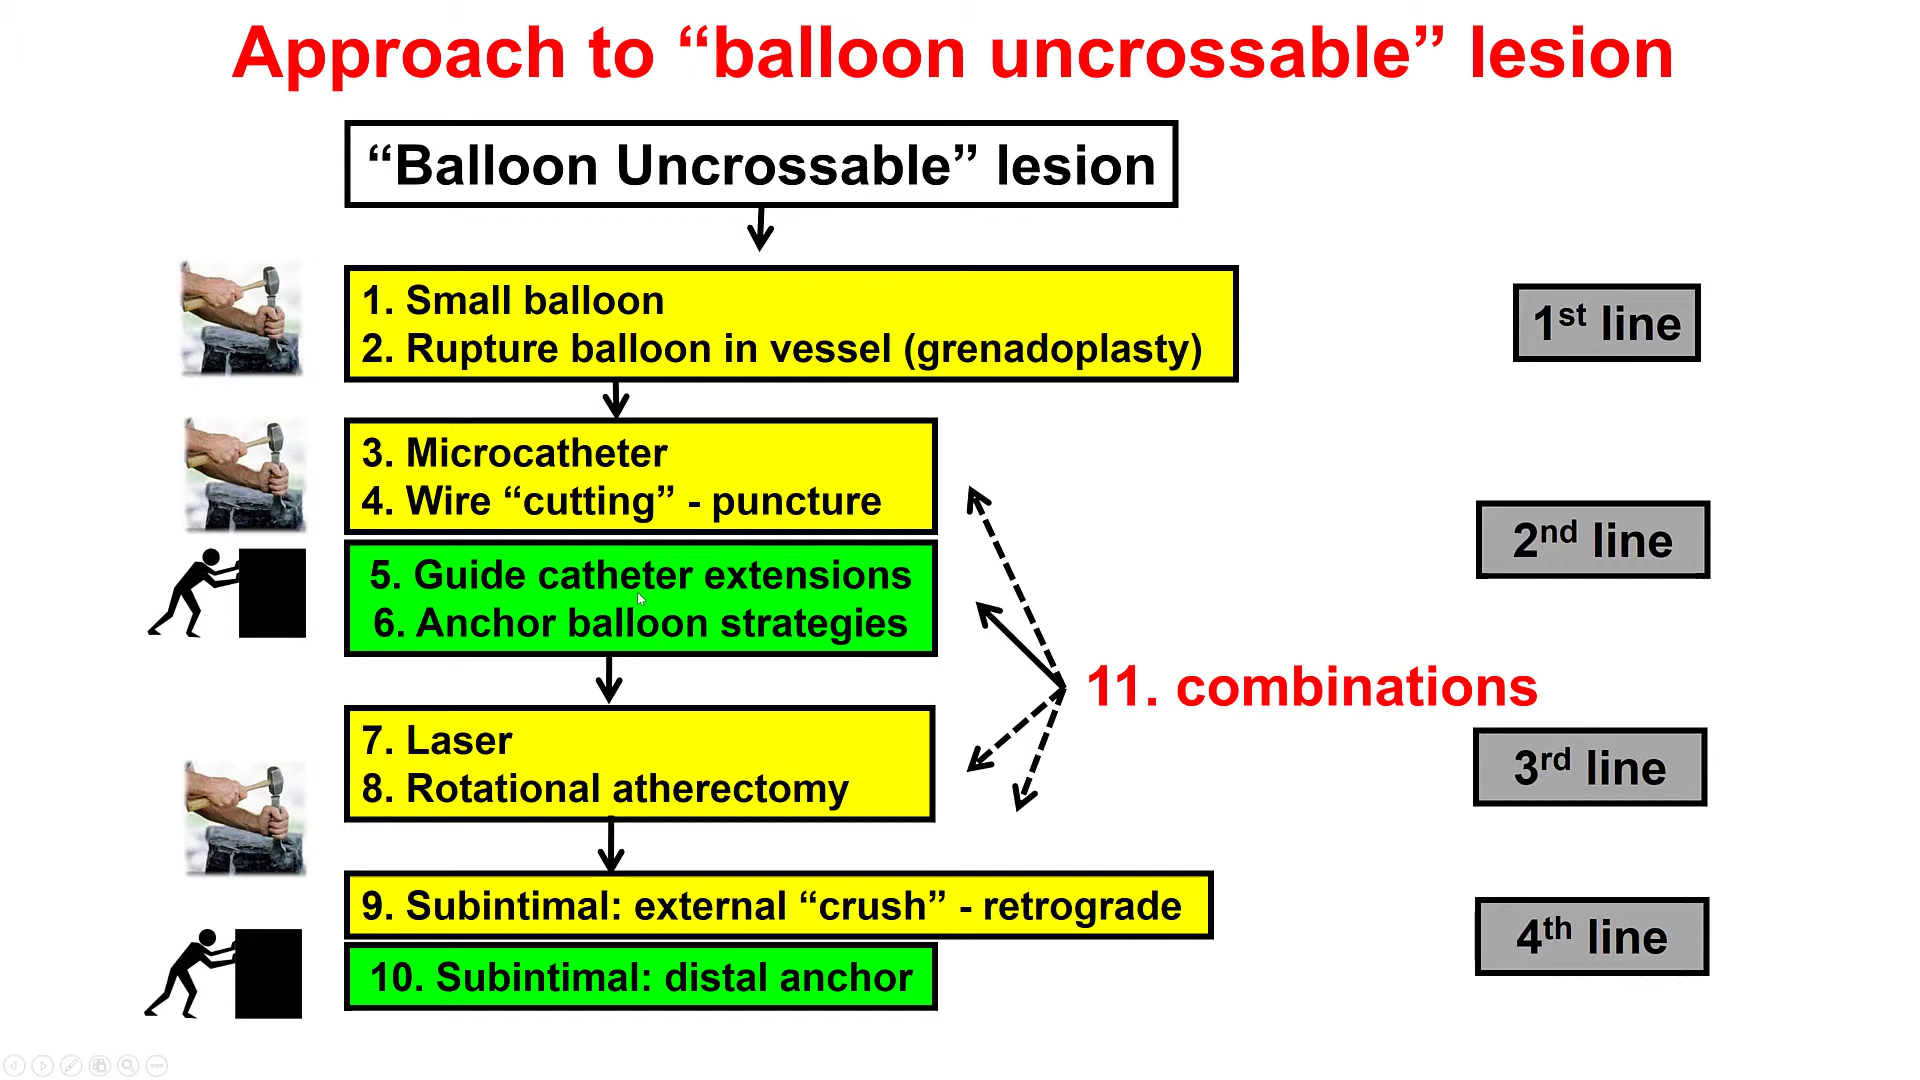 Approach to “balloon uncrossable” lesion
“Balloon Uncrossable” lesion
1. Small balloon
2. Rupture balloon in vessel (grenadoplasty)
1st line
3. Microcatheter
4. Wire “cutting” - puncture
2nd line
5. Guide catheter extensions
6. Anchor balloon strategies
11. combinations
7. Laser
8. Rotational atherectomy
3rd line
9. Subintimal: external “crush” - retrograde
4th line
10. Subintimal: distal anchor